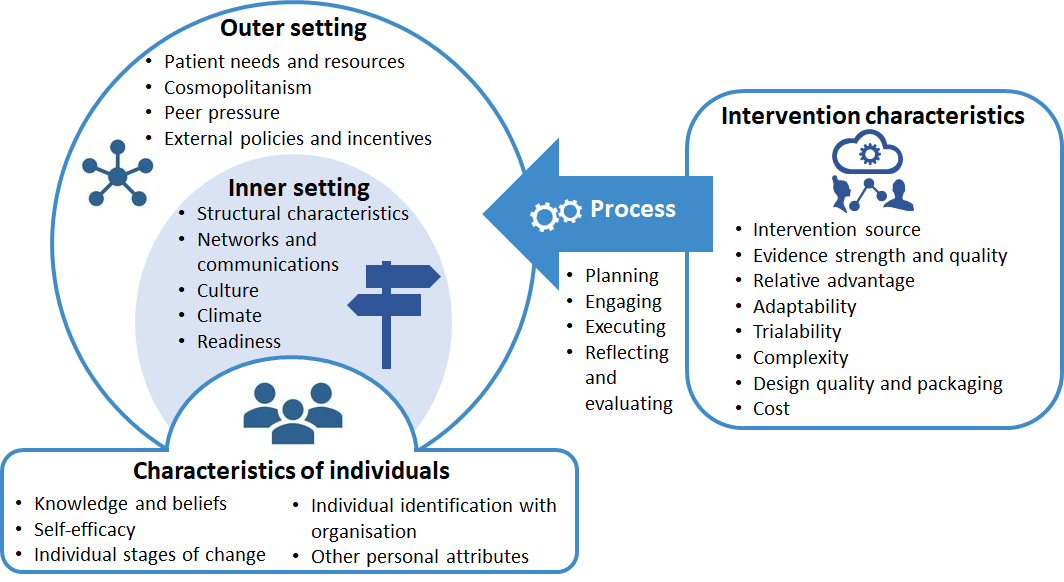 Outer setting
• Patient needs and resources
• Cosmopolitanism
• Peer pressure
• External policies and incentives
Inner setting
• Structural characteristics
• Networks and
communications
• Culture
• Climate
• Readiness
Characteristics of individuals
• Knowledge and beliefs
• Self-efficacy
• Individual stages of change
• Individual identification with
organisation
• Other personal attributes
Process
• Planning
• Engaging
• Executing
• Reflecting
and
evaluating
Intervention characteristics
• Intervention source
• Evidence strength and quality
• Relative advantage
• Adaptability
• Trialability
• Complexity
• Design quality and packaging
• Cost